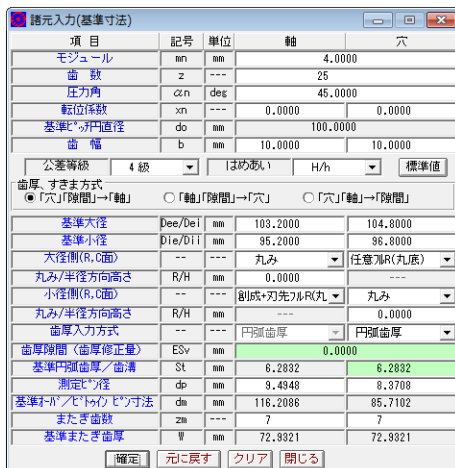 諸元入力(基準寸法)
項 目 記号 単位 軸 穴
モジュール mn mm 4.0000
歯 数 z --- 25
圧力角 αn deg 45.0000
転位係数 xn --- 0.0000 0.0000
基準ピッチ円直径 do mm 100.0000
歯 幅 b mm 10.0000 10.0000
公差等級 4 級 はめあい H/h 標準値
歯厚、すきま方式
「穴」「隙間」→「軸」 「軸」「隙間」→「穴」 「穴」「軸」→「隙間」
基準大径 Dee/Dei mm 103.2000 104.8000
基準小径 Die/Dii mm 95.2000 96.8000
大径側(R,C面) -- -- 丸み 任意フルR(丸底)
丸み/半径方向高さ R/H mm 0.0000 ---
小径側(R,C面) -- -- 創成+刃先フルR(丸 丸み
丸み/半径方向高さ R/H mm --- 0.0000
歯厚入力方式 -- --- 円弧歯厚 円弧歯厚
歯厚隙間（歯厚修正量） ESv mm 0.0000
基準円弧歯厚／歯溝 St mm 6.2832 6.2832
測定ピン径 dp mm 9.4948 8.3708
基準オーバ/ビトゥイン ピン寸法 dm mm 116.2086 85.7102
またぎ歯数 zm --- 7 7
基準またぎ歯厚 W mm 72.9321 72.9321
確定 元に戻す クリア 閉じる